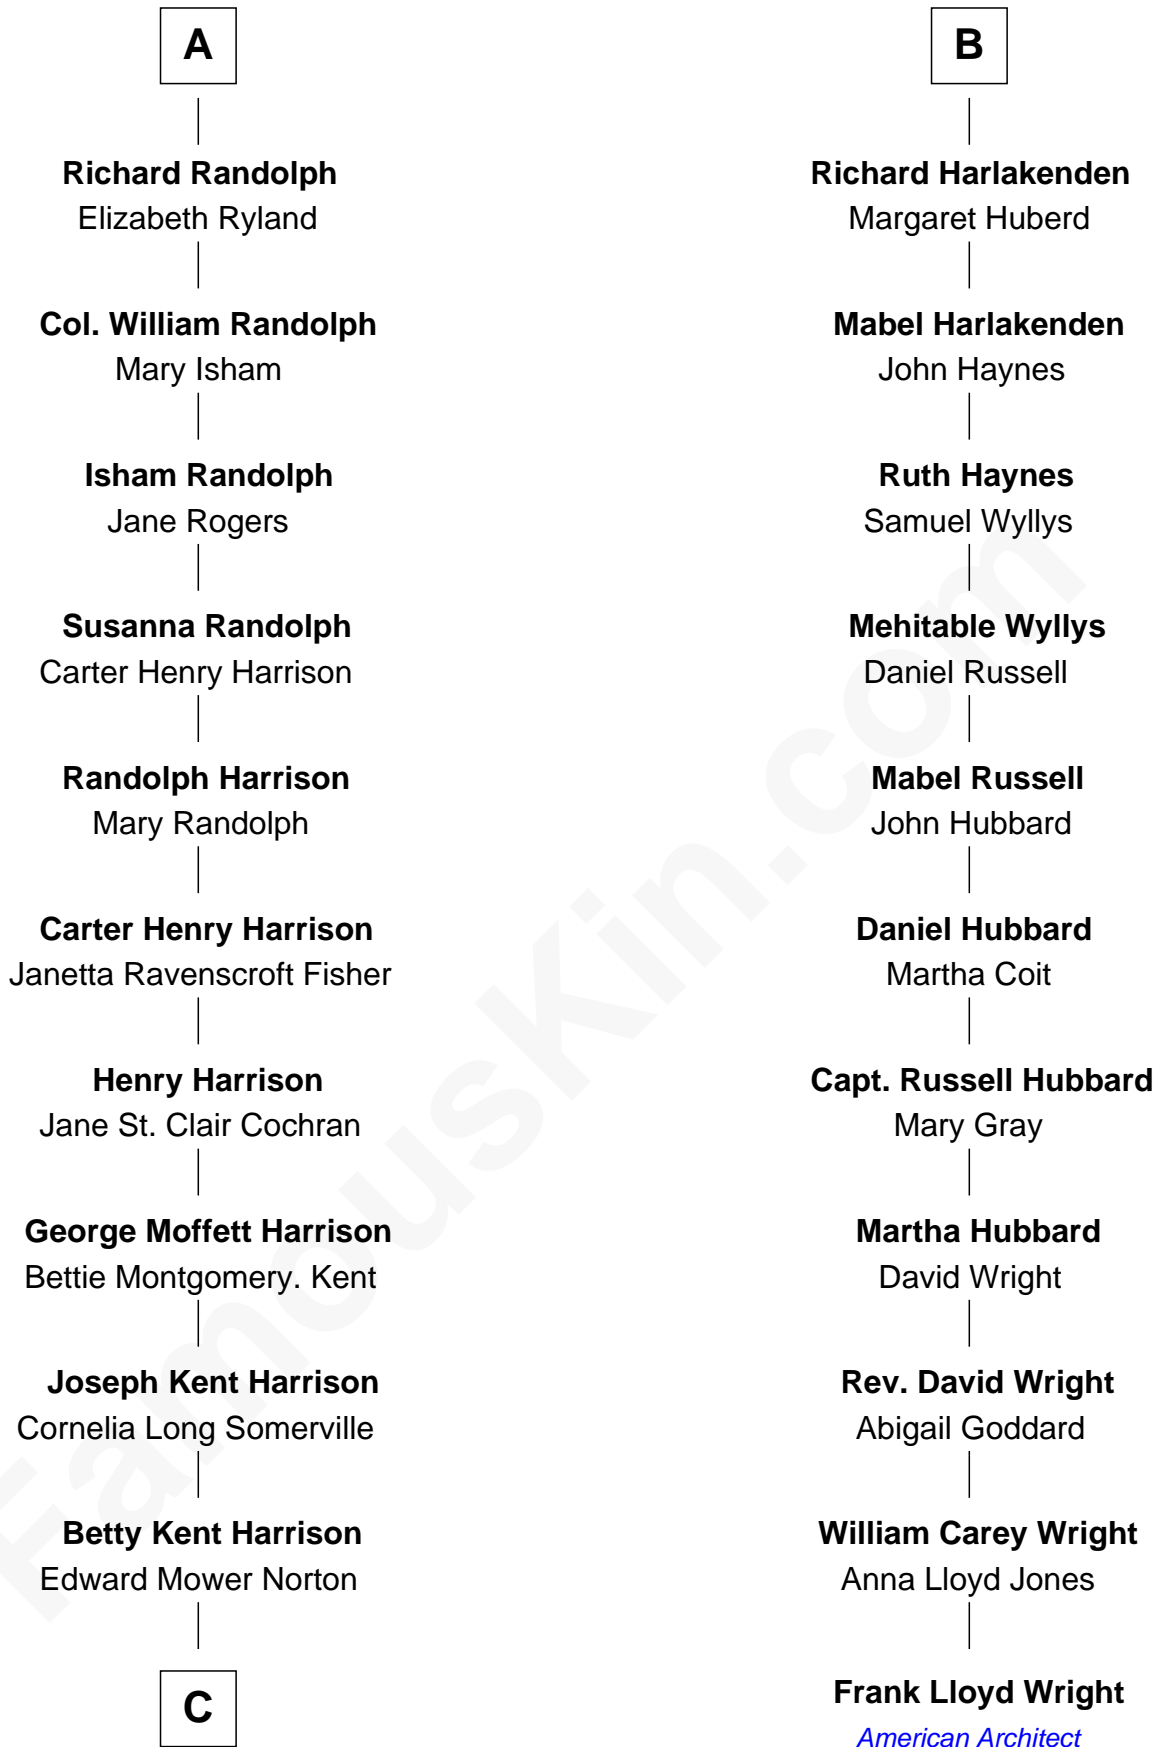 A
Richard Randolph
Elizabeth Ryland
Col. William Randolph
Mary Isham
Isham Randolph
Jane Rogers
Susanna Randolph
Carter Henry Harrison
Randolph Harrison
Mary Randolph
Carter Henry Harrison
Janetta Ravenscroft Fisher
Henry Harrison
Jane St. Clair Cochran
George Moffett Harrison
Bettie Montgomery. Kent
Joseph Kent Harrison
Cornelia Long Somerville
Betty Kent Harrison
Edward Mower Norton
C
B
Richard Harlakenden
Margaret Huberd
Mabel Harlakenden
John Haynes
Ruth Haynes
Samuel Wyllys
Mehitable Wyllys
Daniel Russell
Mabel Russell
John Hubbard
Daniel Hubbard
Martha Coit
Capt. Russell Hubbard
Mary Gray
Martha Hubbard
David Wright
Rev. David Wright
Abigail Goddard
William Carey Wright
Anna Lloyd Jones
Frank Lloyd Wright
American Architect
FamousKin.com